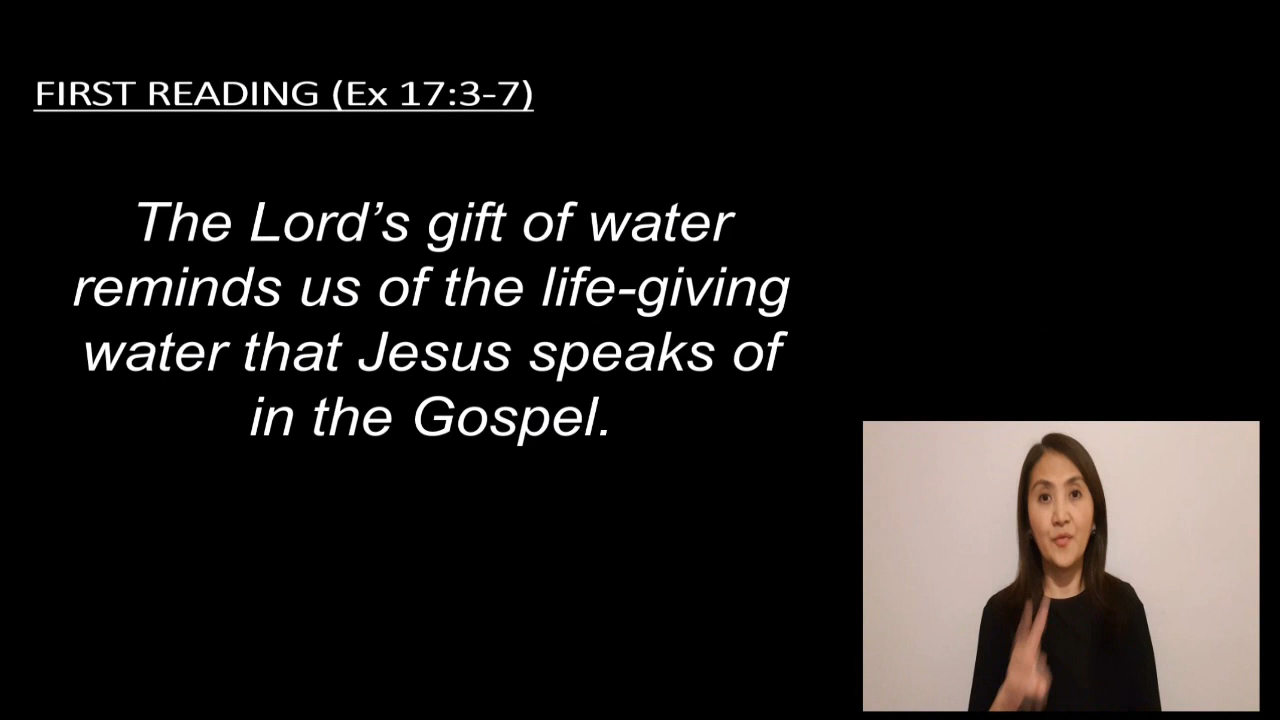 FIRST READING (Ex 17:3-7)
The Lord’s gift of water
reminds us of the life-giving
water that Jesus speaks of
in the Gospel.